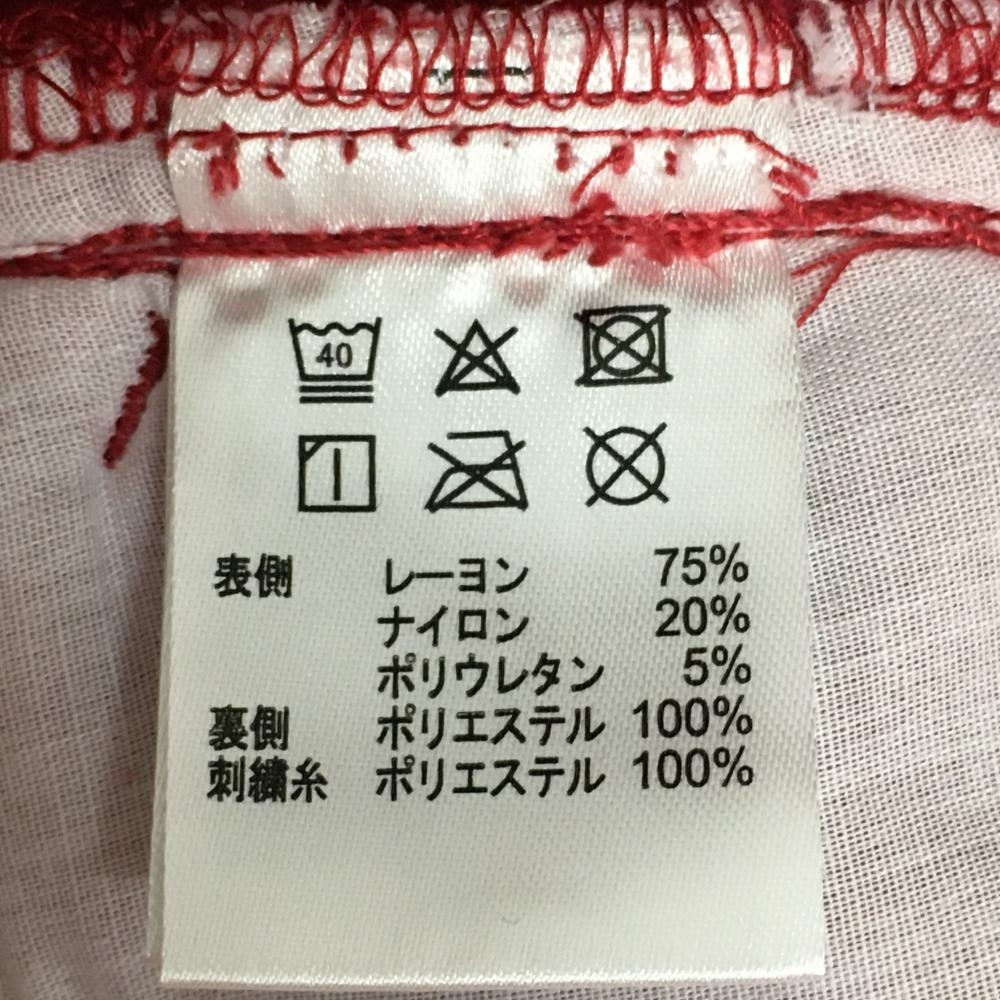 40
表側 レーヨン 75%
ナイロン 20%
ポリウレタン 5%
裏側 ポリエステル 100%
刺繍糸 ポリエステル 100%